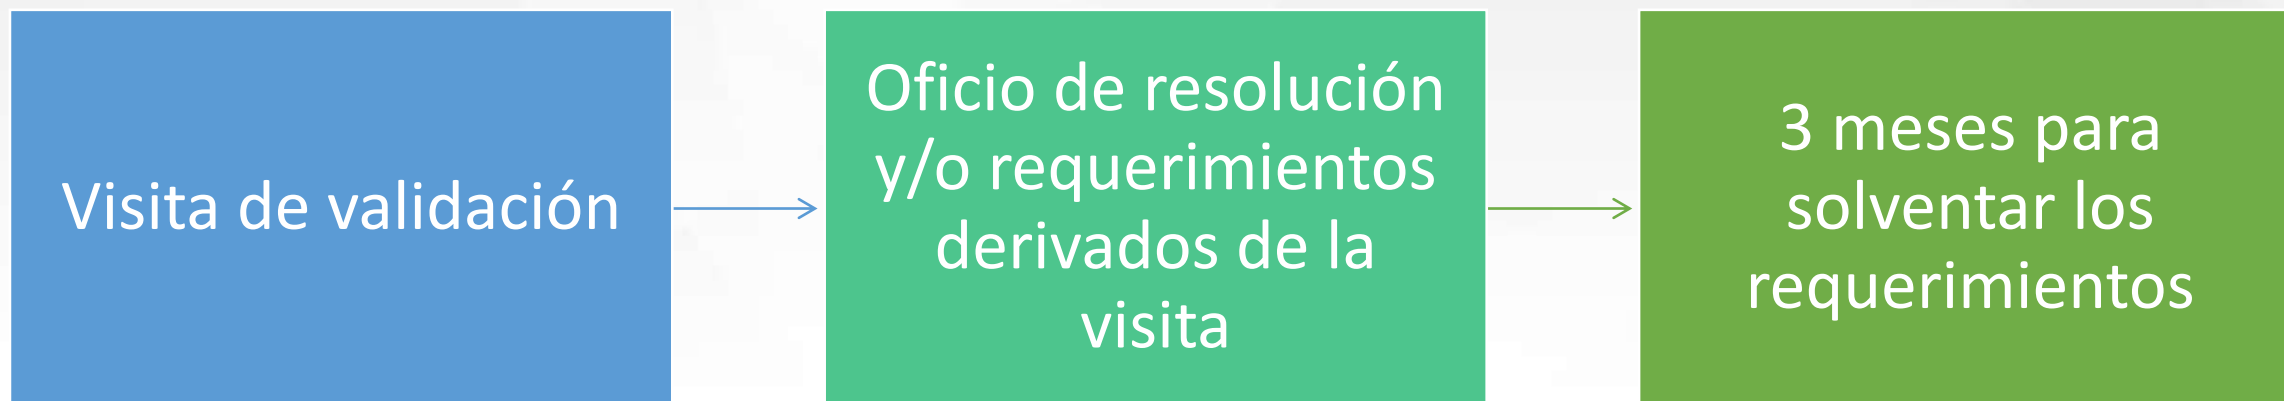 Visita de validación
Oficio de resolución
y/o requerimientos
derivados de la
visita
3 meses para
solventar los
requerimientos